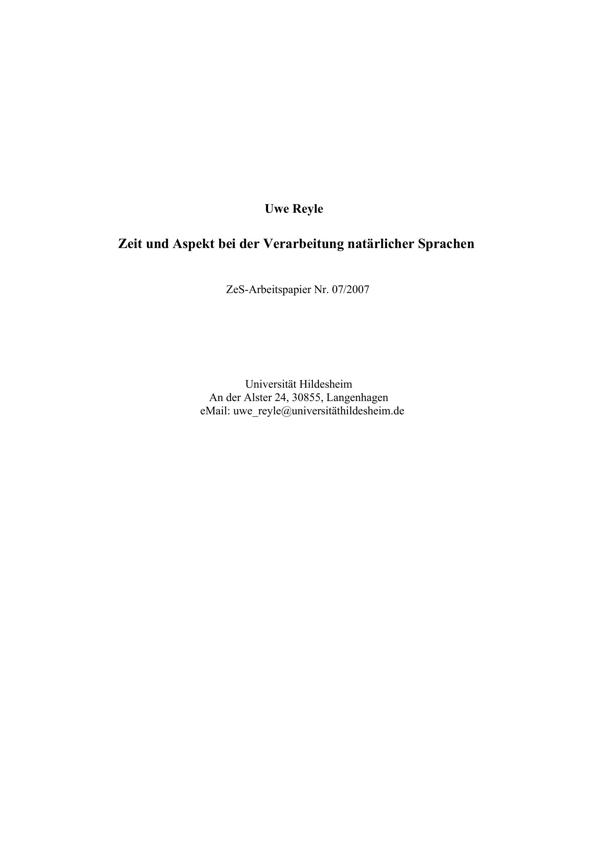 Uwe Reyle
Zeit und Aspekt bei der Verarbeitung natärlicher Sprachen
ZeS-Arbeitspapier Nr. 07/2007
Universität Hildesheim
An der Alster 24, 30855, Langenhagen
eMail: uwe_reyle@universitäthildesheim.de